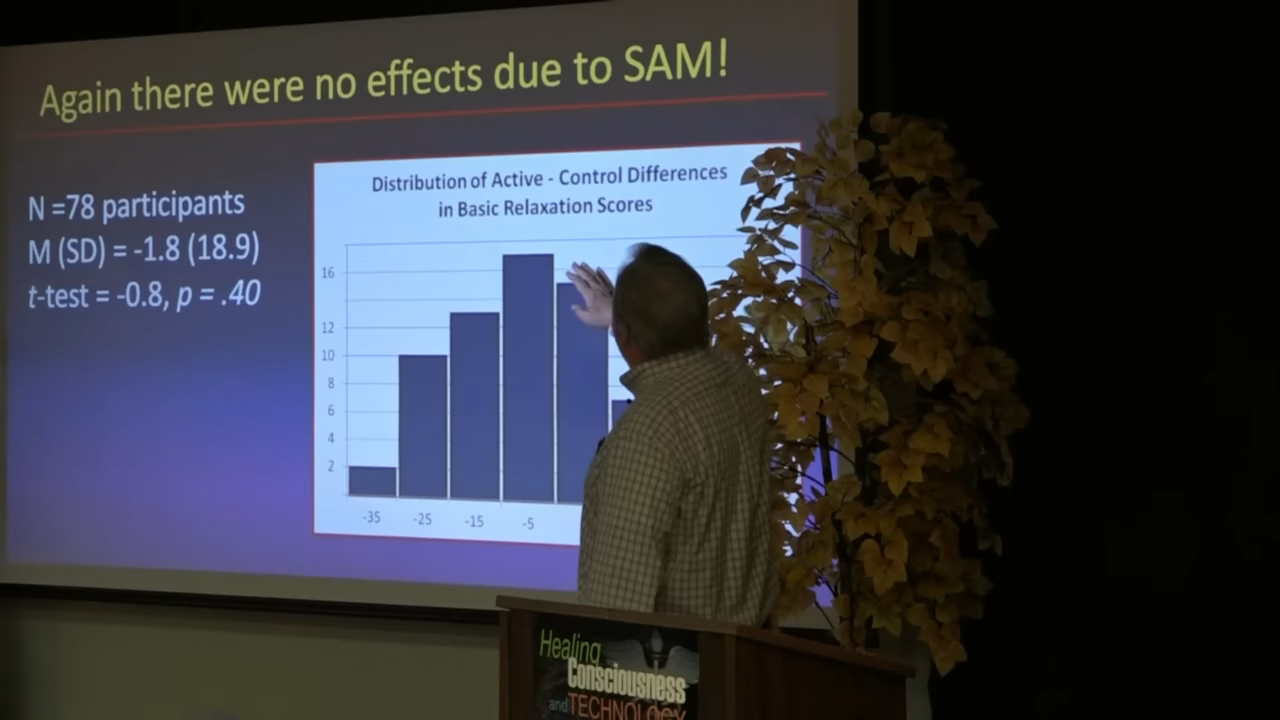 Again there were no effects due to SAM!
N =78 participants
M (SD) = -1.8 (18.9)
t-test = -0.8, p = .40
Distribution of Active - Control Differences
in Basic Relaxation Scores
16
12
10
8
6
4
2
-35 -25 -15 -5
Healing
Consciousness
and TECHNOLOGY